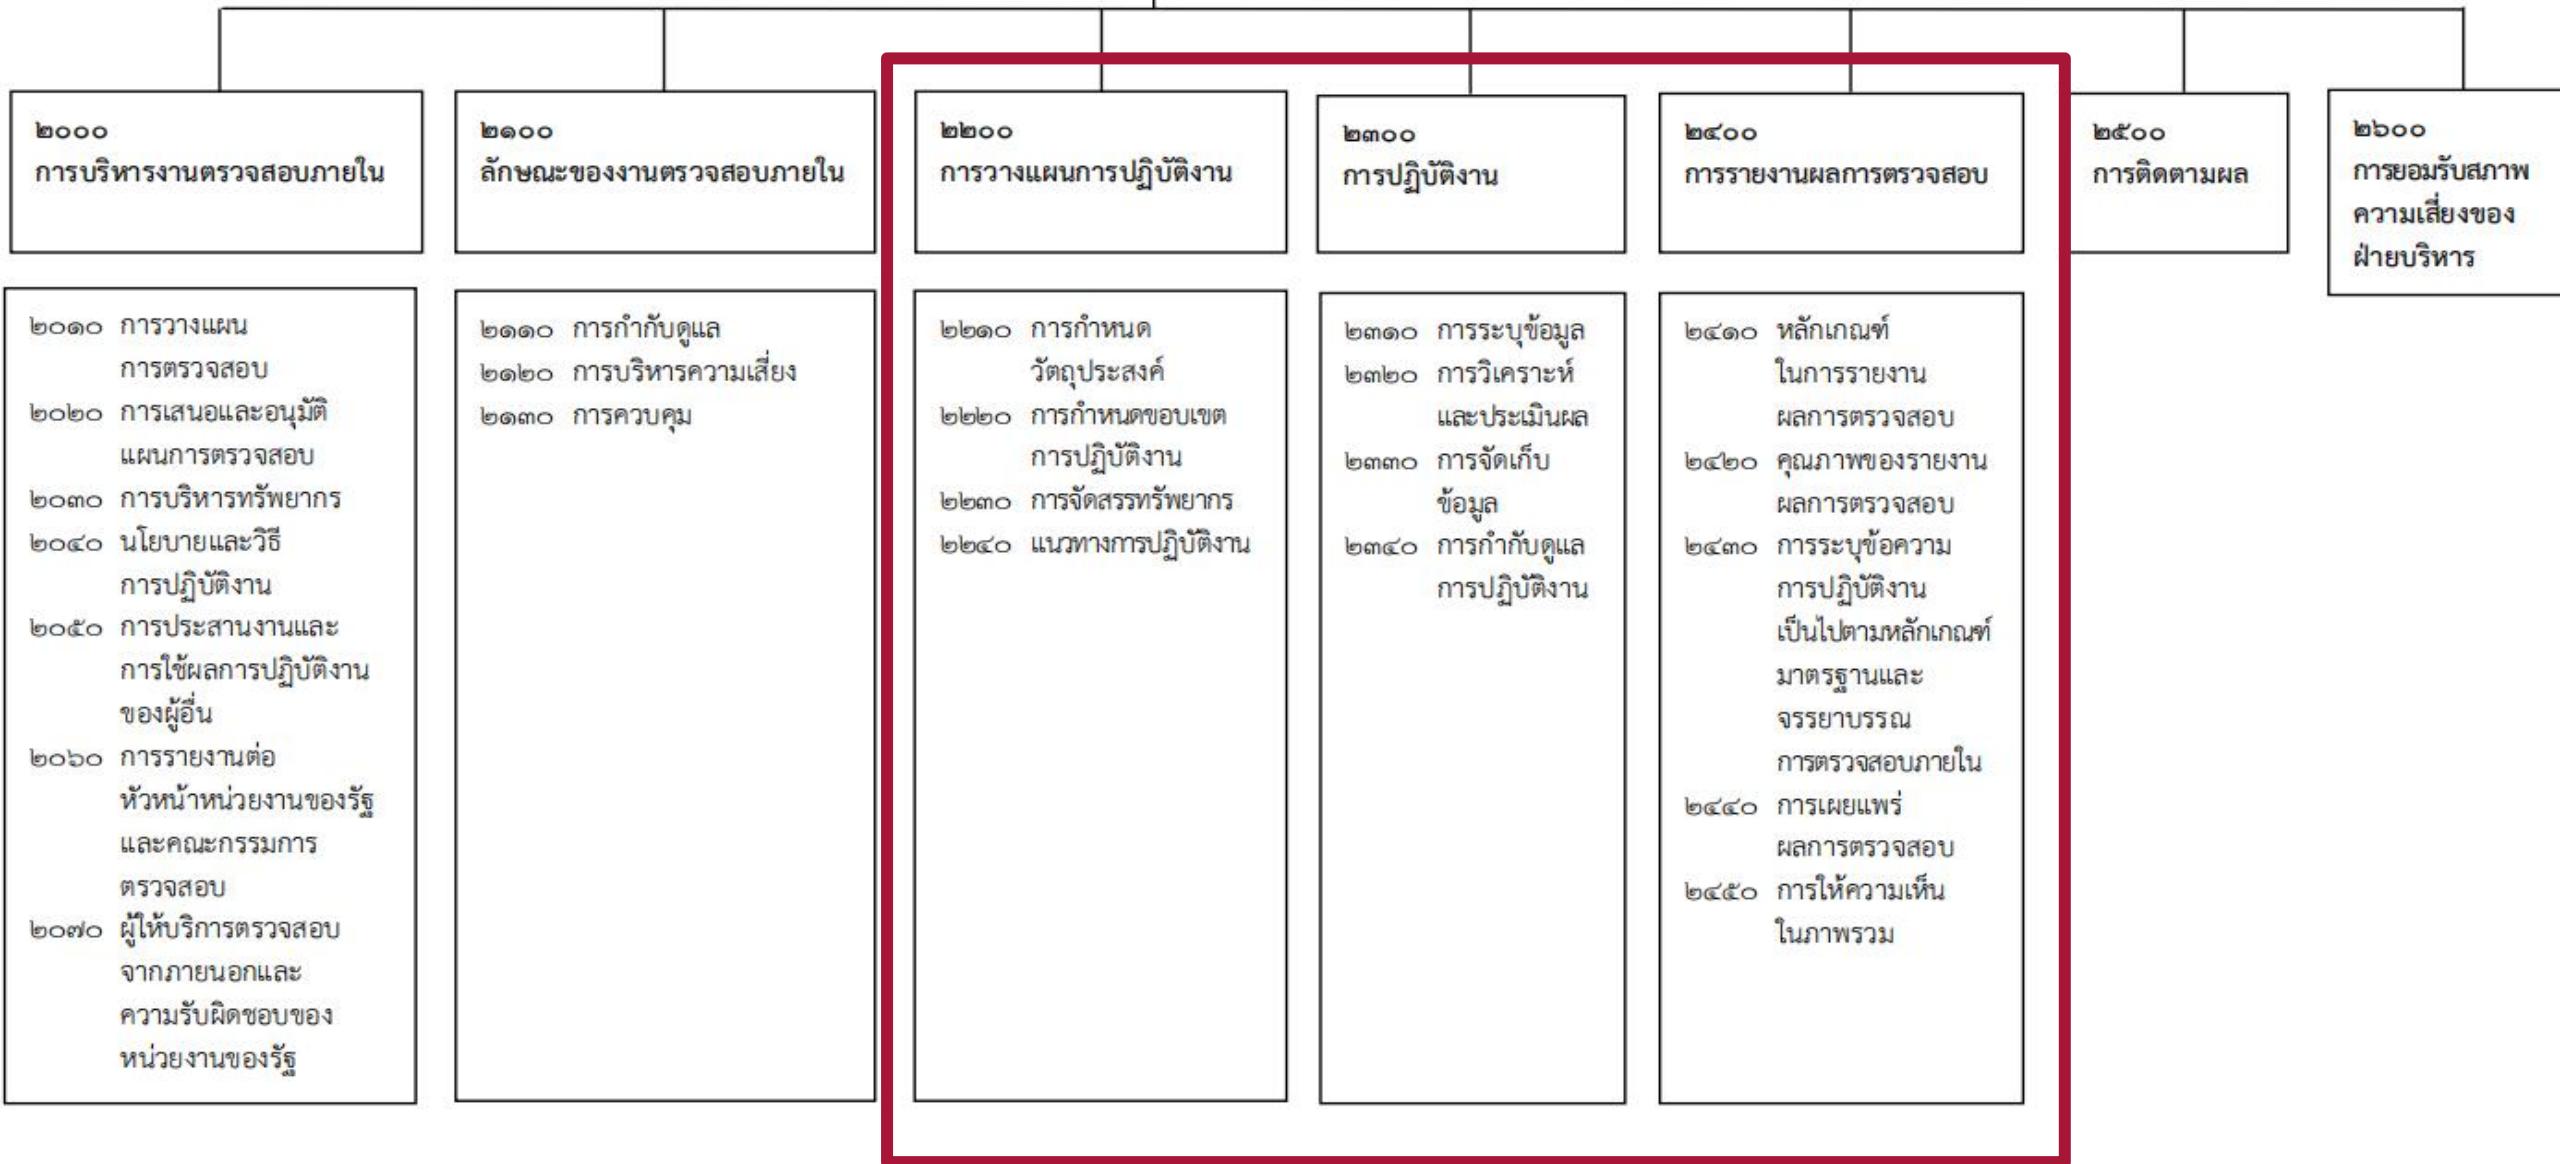 ๒๐๐๐
การบริหารงานตรวจสอบภายใน
๒๐๑๐ การวางแผน
การตรวจสอบ
๒๐๒๐ การเสนอและอนุมัติ
แผนการตรวจสอบ
๒๐๓๐ การบริหารทรัพยากร
๒๐๔๐ นโยบายและวิธี
การปฏิบัติงาน
๒๐๕๐ การประสานงานและ
การใช้ผลการปฏิบัติงาน
ของผู้อื่น
๒๐๖๐ การรายงานต่อ
หัวหน้าหน่วยงานของรัฐ
และคณะกรรมการ
ตรวจสอบ
๒๐๗๐ ผู้ให้บริการตรวจสอบ
จากภายนอกและ
ความรับผิดชอบของ
หน่วยงานของรัฐ
๒๑๐๐
ลักษณะของงานตรวจสอบภายใน
๒๑๑๐ การกำกับดูแล
๒๑๒๐ การบริหารความเสี่ยง
๒๑๓๐ การควบคุม
๒๒๐๐
การวางแผนการปฏิบัติงาน
๒๒๑๐ การกำหนด
วัตถุประสงค์
๒๒๒๐ การกำหนดขอบเขต
การปฏิบัติงาน
๒๒๓๐ การจัดสรรทรัพยากร
๒๒๔๐ แนวทางการปฏิบัติงาน
๒๓๐๐
การปฏิบัติงาน
๒๓๑๐ การระบุข้อมูล
๒๓๒๐ การวิเคราะห์
และประเมินผล
๒๓๓๐ การจัดเก็บ
ข้อมูล
๒๓๔๐ การกำกับดูแล
การปฏิบัติงาน
๒๔๐๐
การรายงานผลการตรวจสอบ
๒๔๑๐ หลักเกณฑ์
ในการรายงาน
ผลการตรวจสอบ
๒๔๒๐ คุณภาพของรายงาน
ผลการตรวจสอบ
๒๔๓๐ การระบุข้อความ
การปฏิบัติงาน
เป็นไปตามหลักเกณฑ์
มาตรฐานและ
จรรยาบรรณ
การตรวจสอบภายใน
๒๔๔๐ การเผยแพร่
ผลการตรวจสอบ
๒๔๕๐ การให้ความเห็น
ในภาพรวม
๒๕๐๐
การติดตามผล
๒๖๐๐
การยอมรับสภาพ
ความเสี่ยงของ
ฝ่ายบริหาร